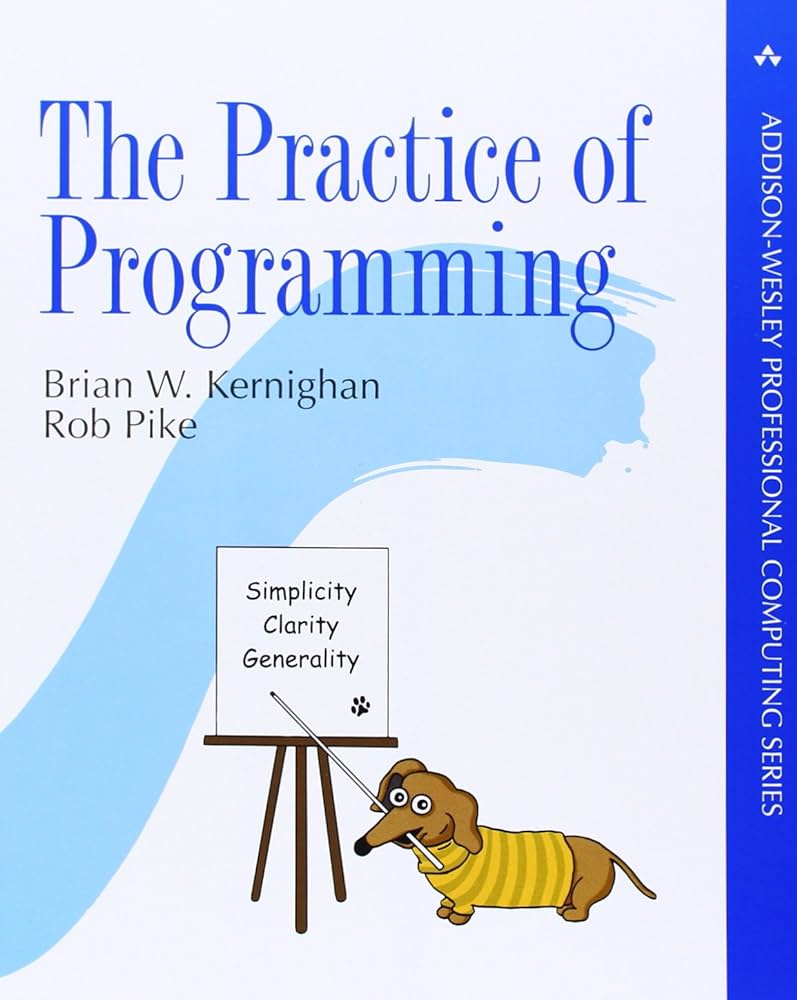 The Practice of
Programming
Brian W. Kernighan
Rob Pike
Simplicity
Clarity
Generality
ADDISON-WESLEY PROFESSIONAL COMPUTING SERIES